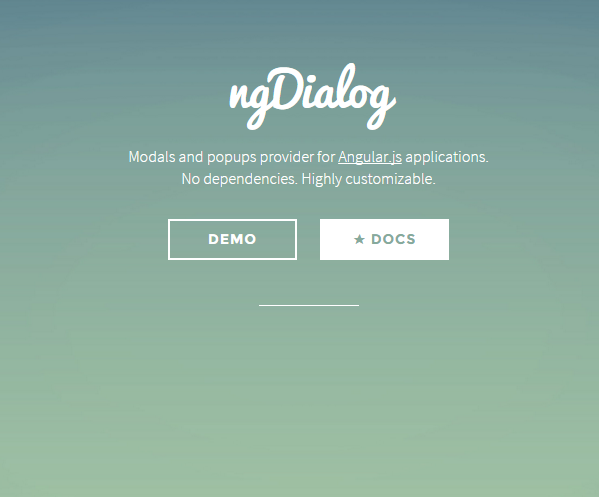 ngDialog
Modals and popups provider for Angular.js applications.
No dependencies. Highly customizable.
DEMO
★ DOCS